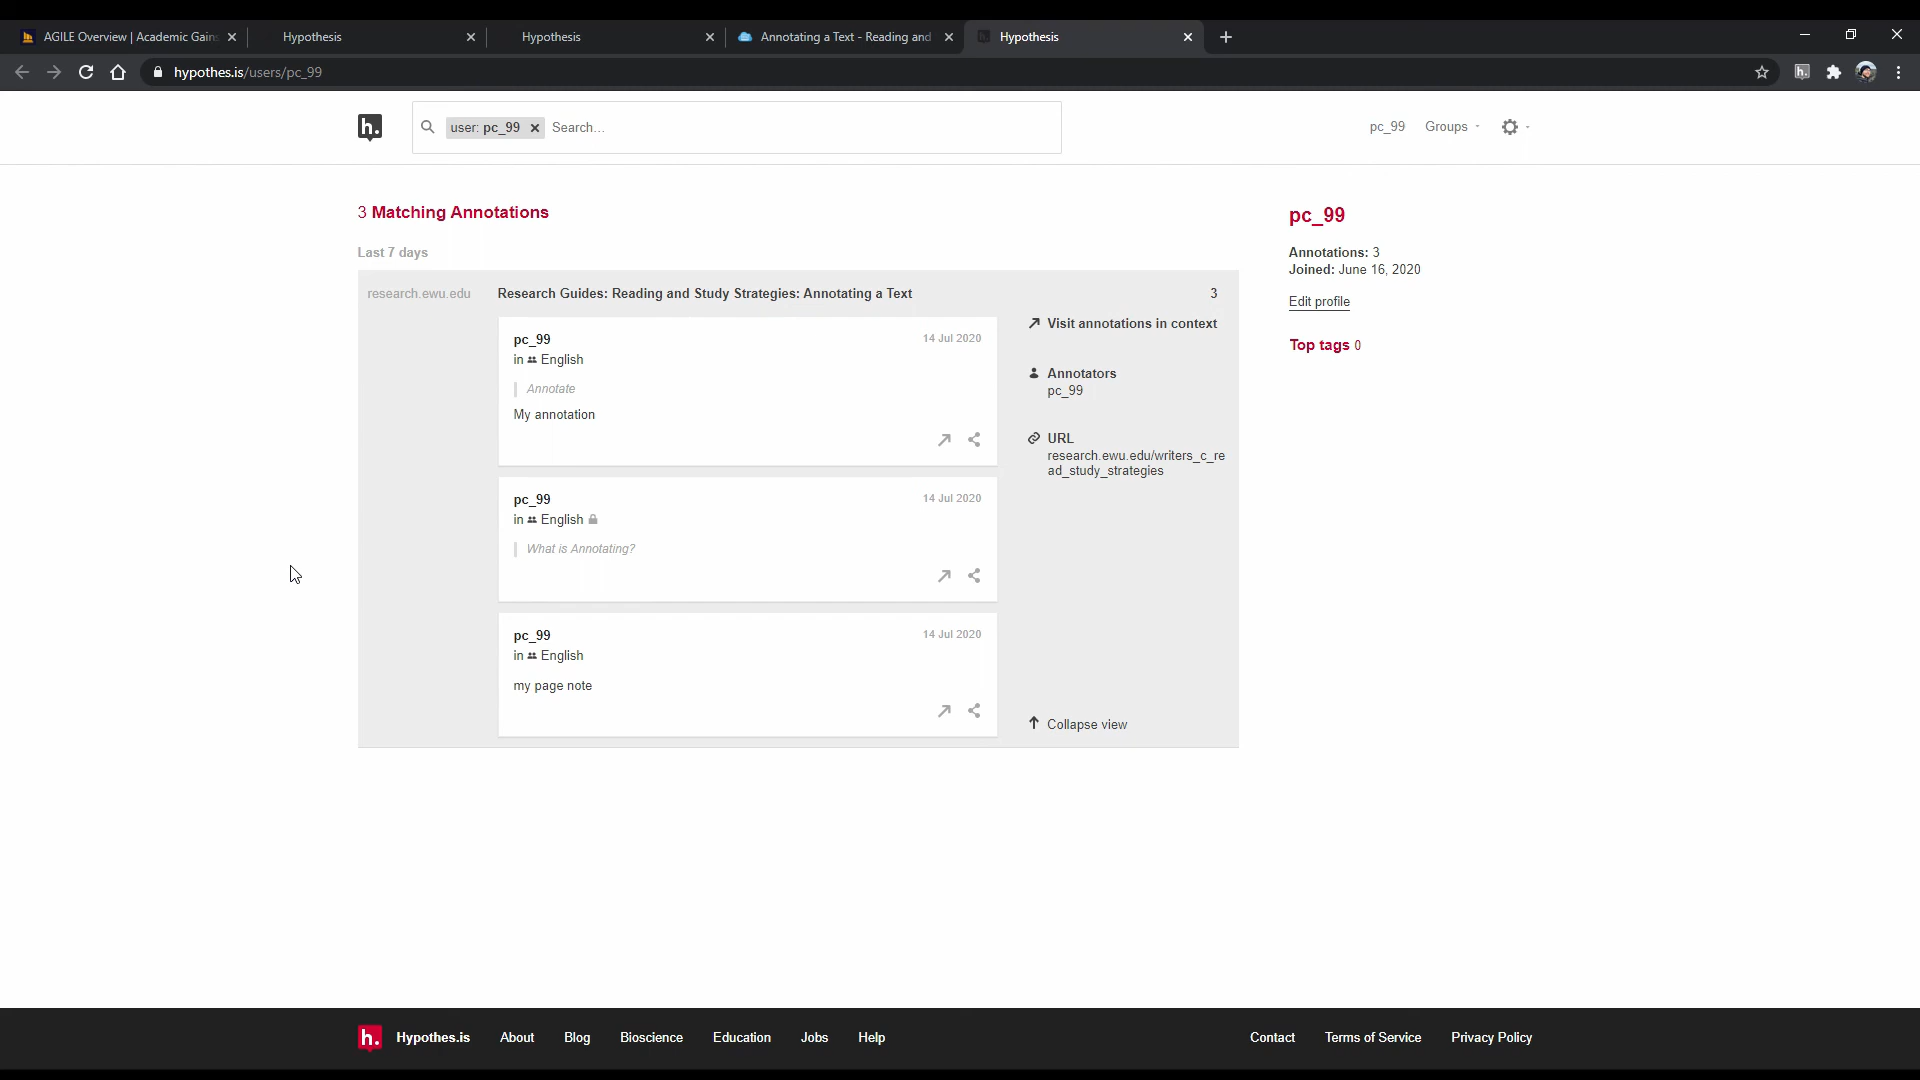 AGILE Overview | Academic Gains
Hypothesis
Hypothesis
Annotating a Text - Reading and
Hypothesis
hypothes.is/users/pc_99
h.
user: pc_99
Search...
pc_99
Groups
3 Matching Annotations
pc_99
Last 7 days
Annotations: 3
Joined: June 16, 2020
Edit profile
Top tags 0
research.ewu.edu
Research Guides: Reading and Study Strategies: Annotating a Text
3
pc_99
14 Jul 2020
in English
Annotate
My annotation
Visit annotations in context
Annotators
pc_99
URL
research.ewu.edu/writers_c_re
ad_study_strategies
pc_99
14 Jul 2020
in English
What is Annotating?
pc_99
14 Jul 2020
in English
my page note
Collapse view
h.
Hypothes.is
About
Blog
Bioscience
Education
Jobs
Help
Contact
Terms of Service
Privacy Policy